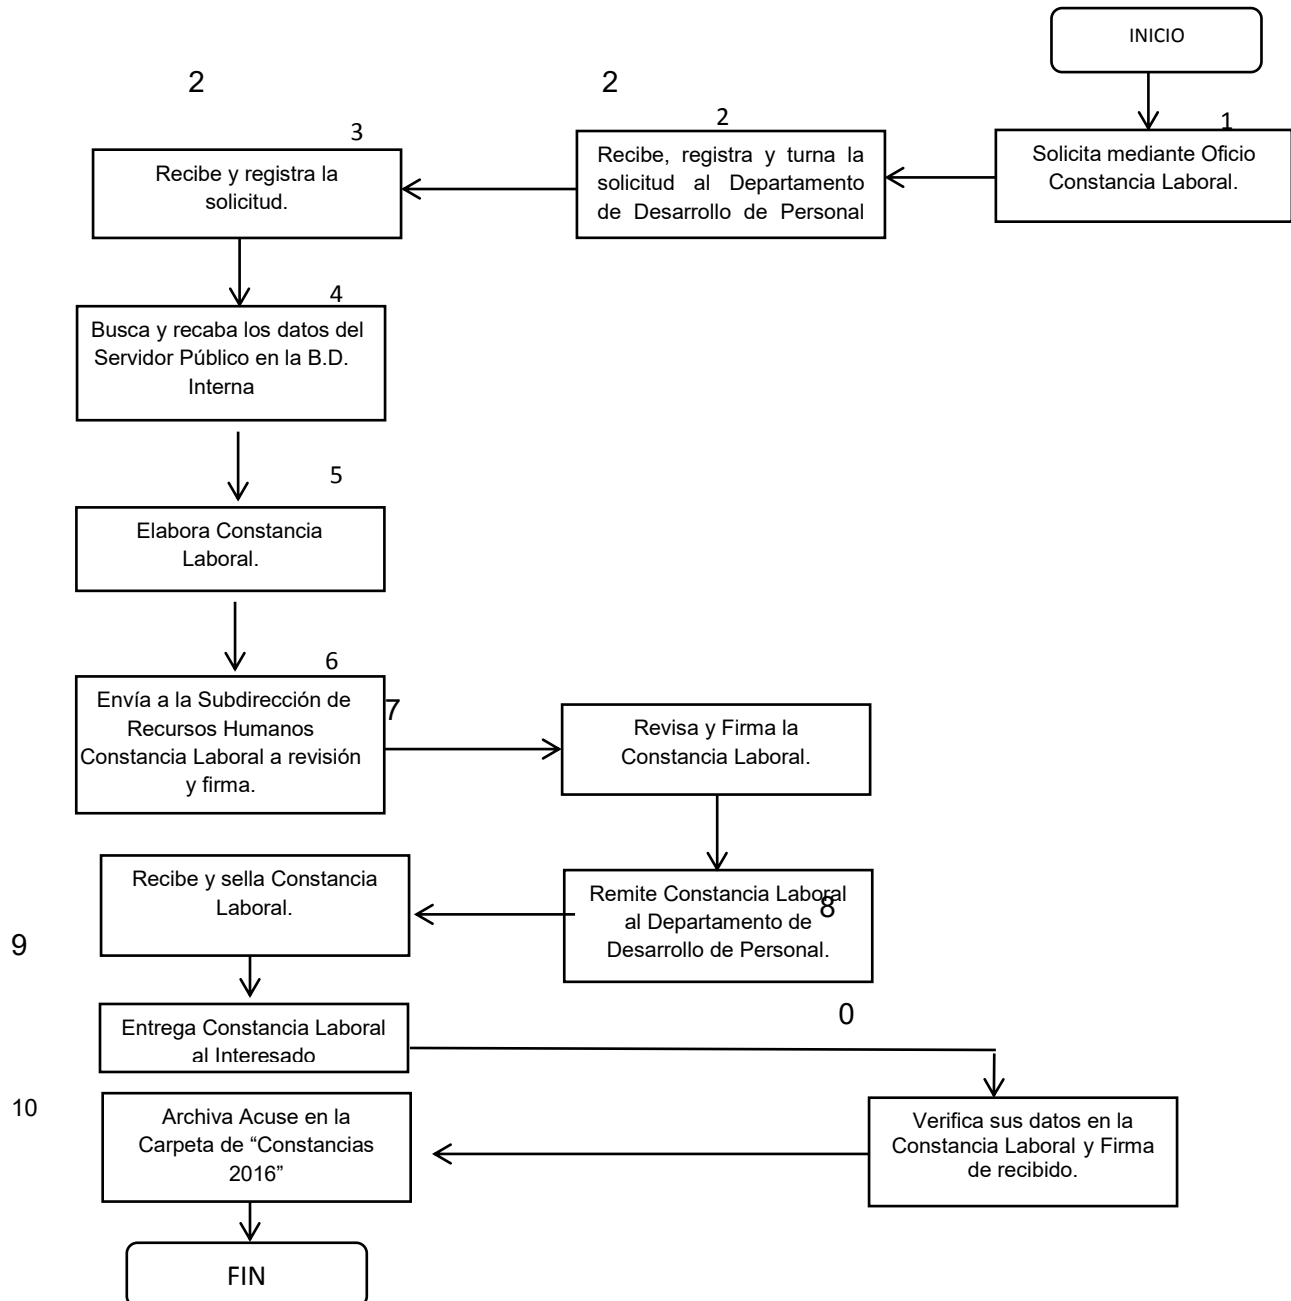 INICIO
2
2
1
Solicita mediante Oficio
Constancia Laboral.
2
Recibe, registra y turna la
solicitud al Departamento
de Desarrollo de Personal
3
Recibe y registra la
solicitud.
4
Busca y recaba los datos del
Servidor Público en la B.D.
Interna
5
Elabora Constancia
Laboral.
6
Envía a la Subdirección de
Recursos Humanos
Constancia Laboral a revisión
y firma.
7
Revisa y Firma la
Constancia Laboral.
Remite Constancia Laboral
al Departamento de
Desarrollo de Personal.
8
Recibe y sella Constancia
Laboral.
9
Entrega Constancia Laboral
al Interesado
0
Verifica sus datos en la
Constancia Laboral y Firma
de recibido.
10
Archiva Acuse en la
Carpeta de “Constancias
2016”
FIN